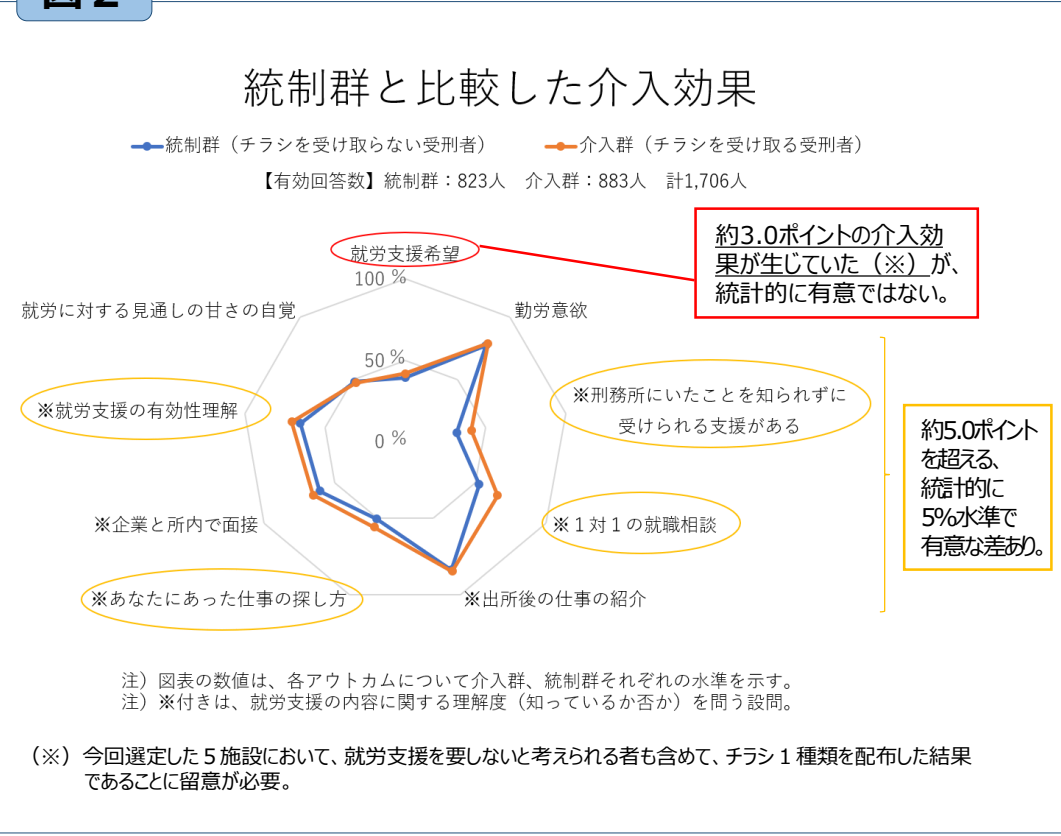 図2
統制群と比較した介入効果
統制群（チラシを受け取らない受刑者）　介入群（チラシを受け取る受刑者）
【有効回答数】統制群：823人　介入群：883人　計1,706人
就労支援希望
100 %
50 %
0 %
勤労意欲
※刑務所にいたことを知られずに
受けられる支援がある
※１対１の就職相談
※出所後の仕事の紹介
※あなたにあった仕事の探し方
※企業と所内で面接
※就労支援の有効性理解
就労に対する見通しの甘さの自覚
約3.0ポイントの介入効
果が生じていた（※）が、
統計的に有意ではない。
約5.0ポイント
を超える、
統計的に
5％水準で
有意な差あり。
注）図表の数値は、各アウトカムについて介入群、統制群それぞれの水準を示す。
注）※付きは、就労支援の内容に関する理解度（知っているか否か）を問う設問。
（※）今回選定した５施設において、就労支援を要しないと考えられる者も含めて、チラシ１種類を配布した結果
であることに留意が必要。